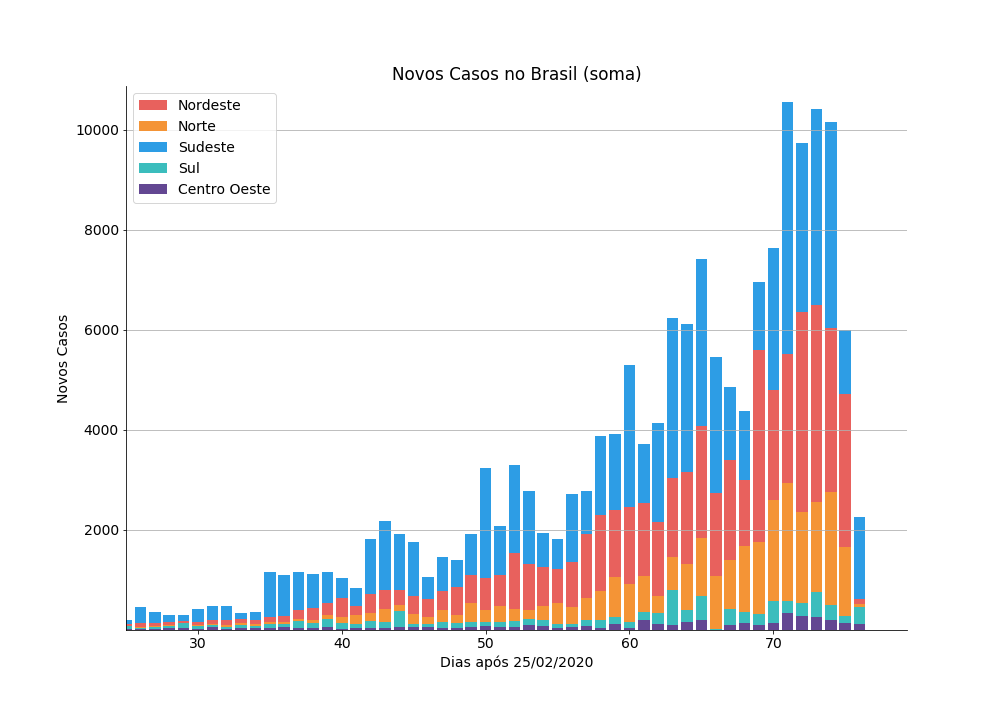 Novos Casos no Brasil (soma)
Nordeste
Norte
Sudeste
Sul
Centro Oeste
10000
8000
6000
4000
2000
Novos Casos
30 40 50 60 70
Dias após 25/02/2020